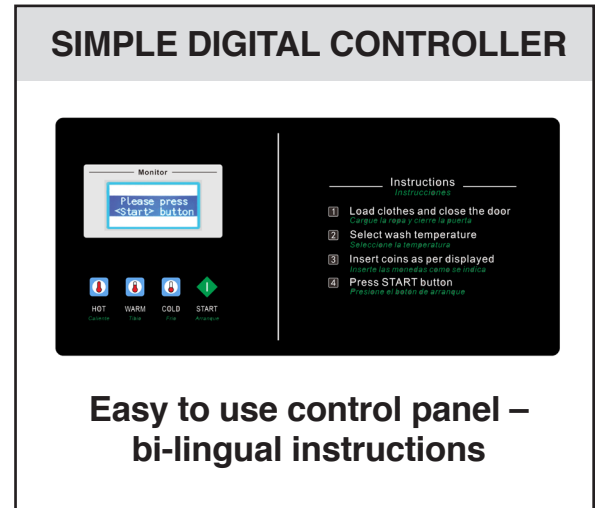 SIMPLE DIGITAL CONTROLLER
Monitor
Please press
<Start> button
HOT
Caliente
WARM
Tibia
COLD
Fria
START
Arranque
Instructions
Instrucciones
1 Load clothes and close the door
Cargue la ropa y cierre la puerta
2 Select wash temperature
Seleccione la temperatura
3 Insert coins as per displayed
Inserte las monedas como se indica
4 Press START button
Presione el botón de arranque
Easy to use control panel –
bi-lingual instructions